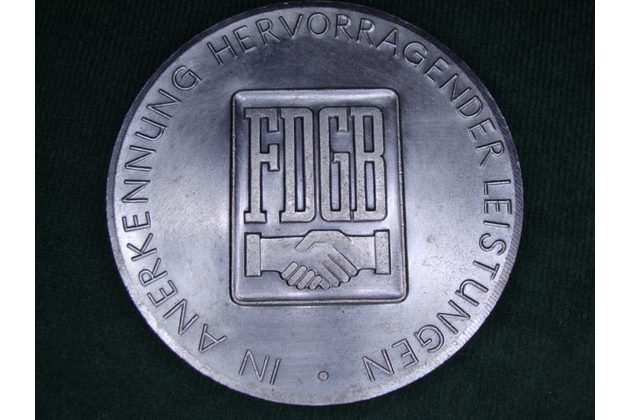 IN ANERKENNUNG HERVORRAGENDER LEISTUNGEN •
FDGB